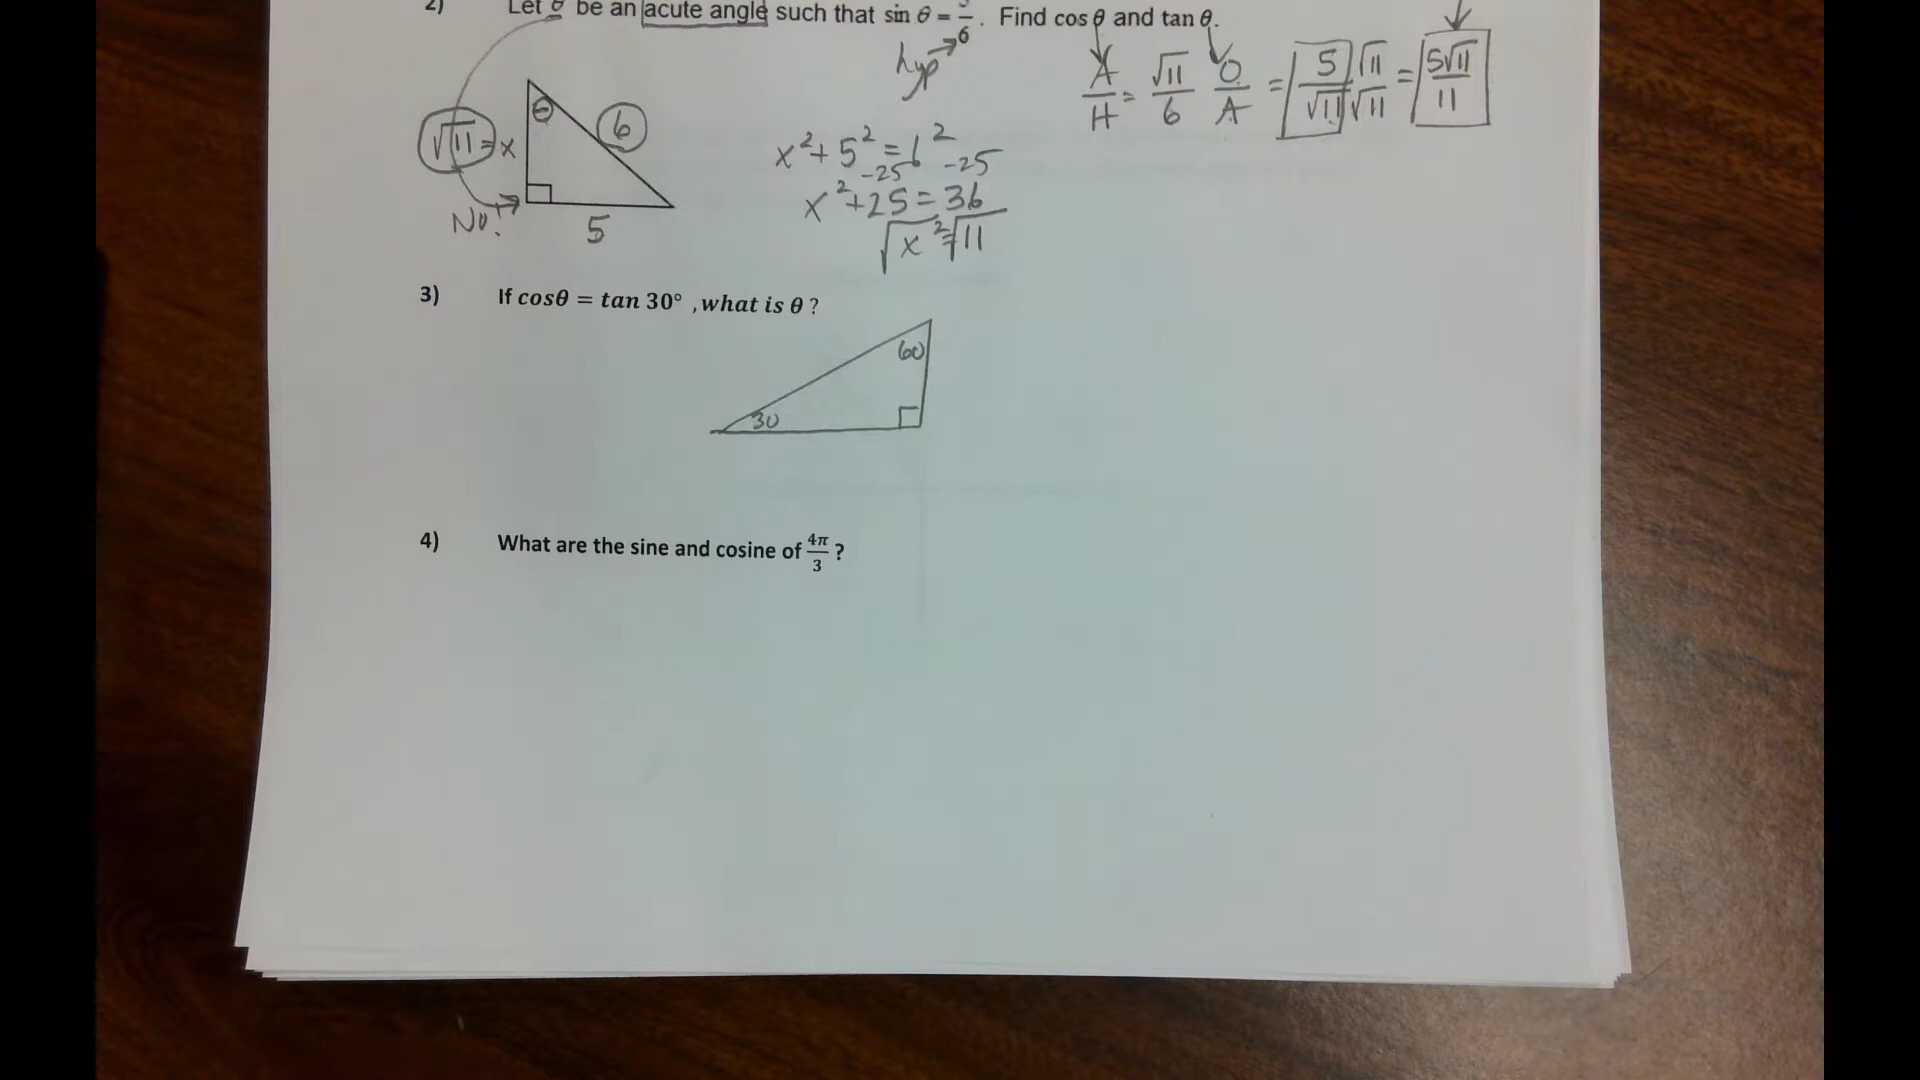 2) Let θ be an acute angle such that sin θ = 5/6. Find cos θ and tan θ.
hyp
A/H = √11/6 O/A = 5/√11 √11/√11 = 5√11/11
θ
6
√11 = x
No!
5
x² + 5² = 6²
-25 -25
x² + 25 = 36
√x² = √11
3) If cosθ = tan 30° , what is θ ?
60
30
4) What are the sine and cosine of 4π/3 ?